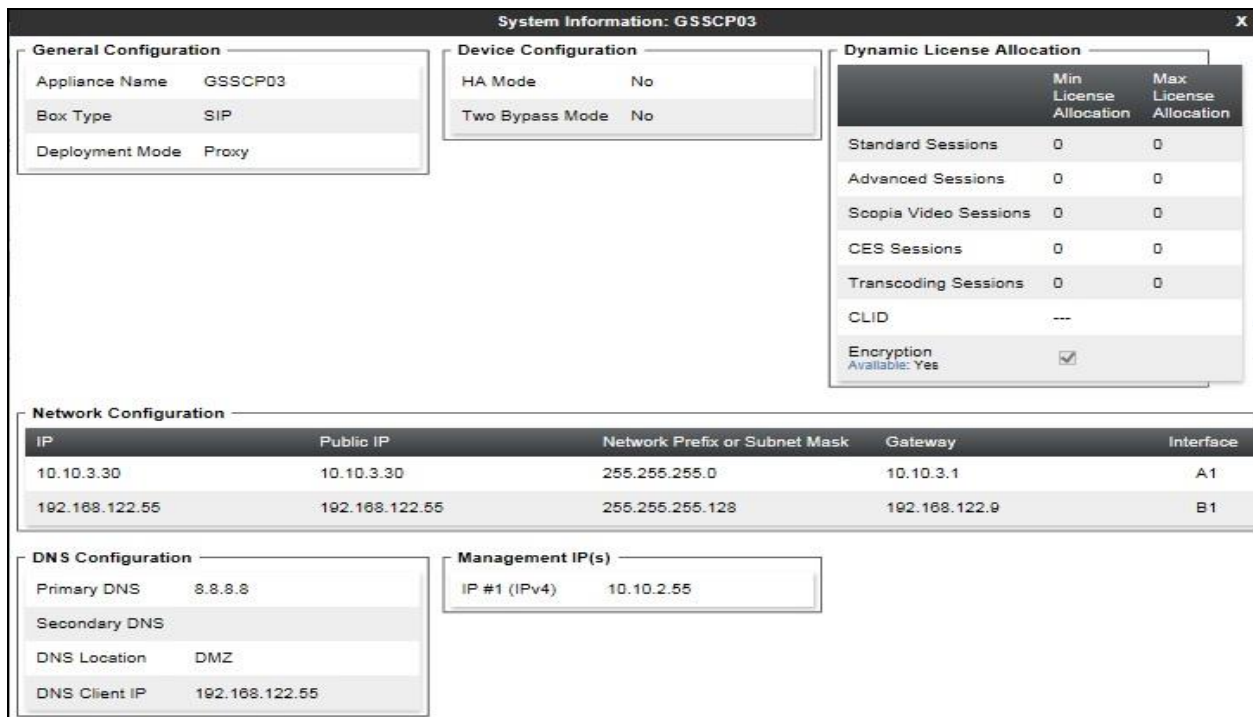 System Information: GSSCP03 X
General Configuration
Appliance Name GSSCP03
Box Type SIP
Deployment Mode Proxy
Device Configuration
HA Mode No
Two Bypass Mode No
Dynamic License Allocation
Min License Allocation Max License Allocation
Standard Sessions 0 0
Advanced Sessions 0 0
Scopia Video Sessions 0 0
CES Sessions 0 0
Transcoding Sessions 0 0
CLID ---
Encryption
Available: Yes
Network Configuration
IP Public IP Network Prefix or Subnet Mask Gateway Interface
10.10.3.30 10.10.3.30 255.255.255.0 10.10.3.1 A1
192.168.122.55 192.168.122.55 255.255.255.128 192.168.122.9 B1
DNS Configuration
Primary DNS 8.8.8.8
Secondary DNS
DNS Location DMZ
DNS Client IP 192.168.122.55
Management IP(s)
IP #1 (IPv4) 10.10.2.55